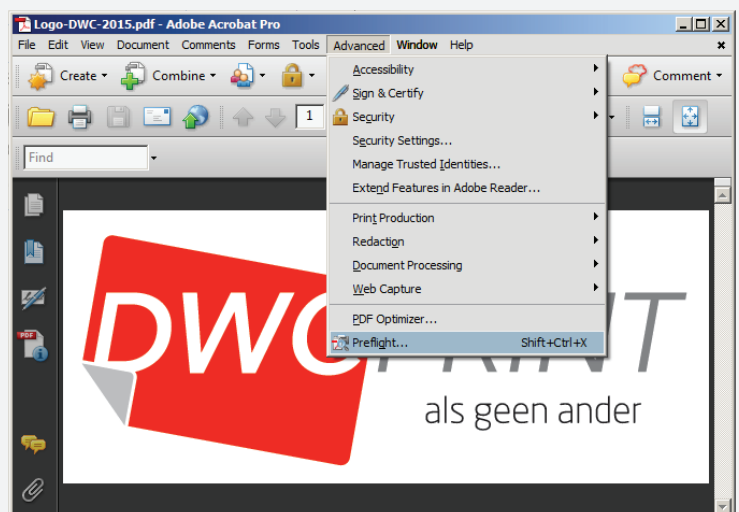 Logo-DWC-2015.pdf - Adobe Acrobat Pro
File Edit View Document Comments Forms Tools Advanced Window Help
Create Combine Comment
1
Find
Accessibility
Sign & Certify
Security
Security Settings...
Manage Trusted Identities...
Extend Features in Adobe Reader...
Print Production
Redaction
Document Processing
Web Capture
PDF Optimizer...
Preflight... Shift+Ctrl+X
PDF
DWCPRINT
als geen ander